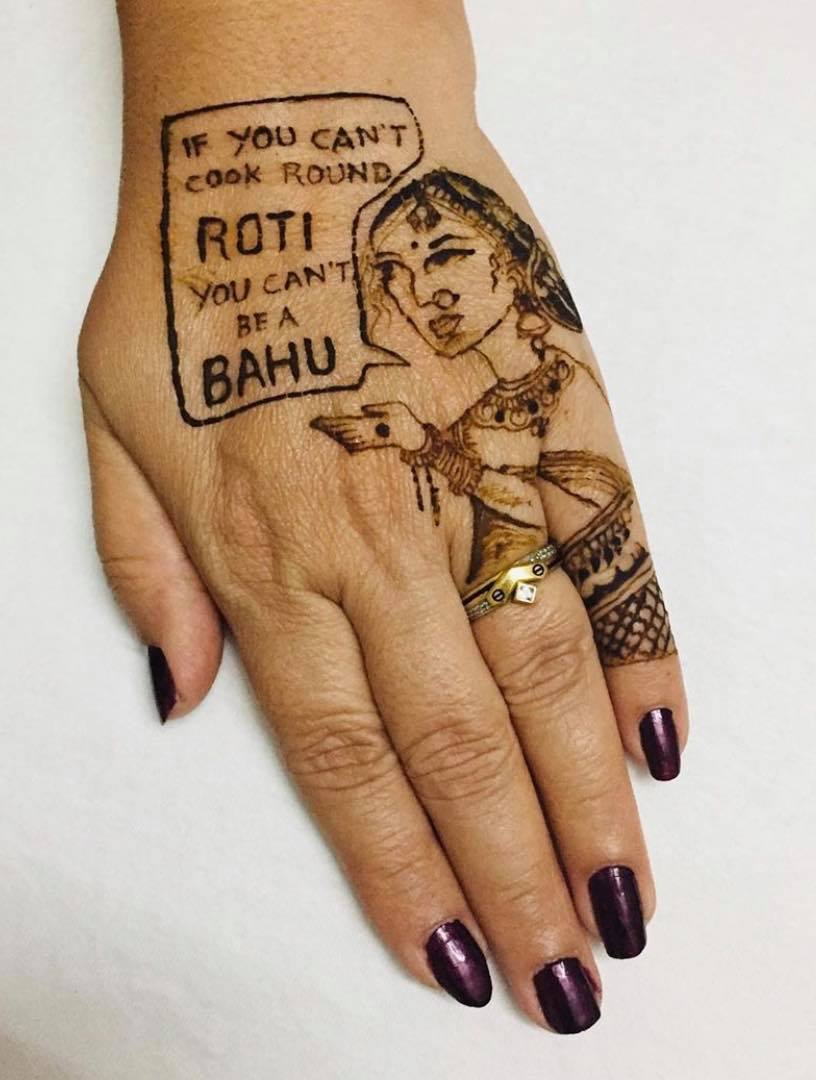 IF YOU CAN'T
COOK ROUND
ROTI
YOU CAN'T
BE A
BAHU